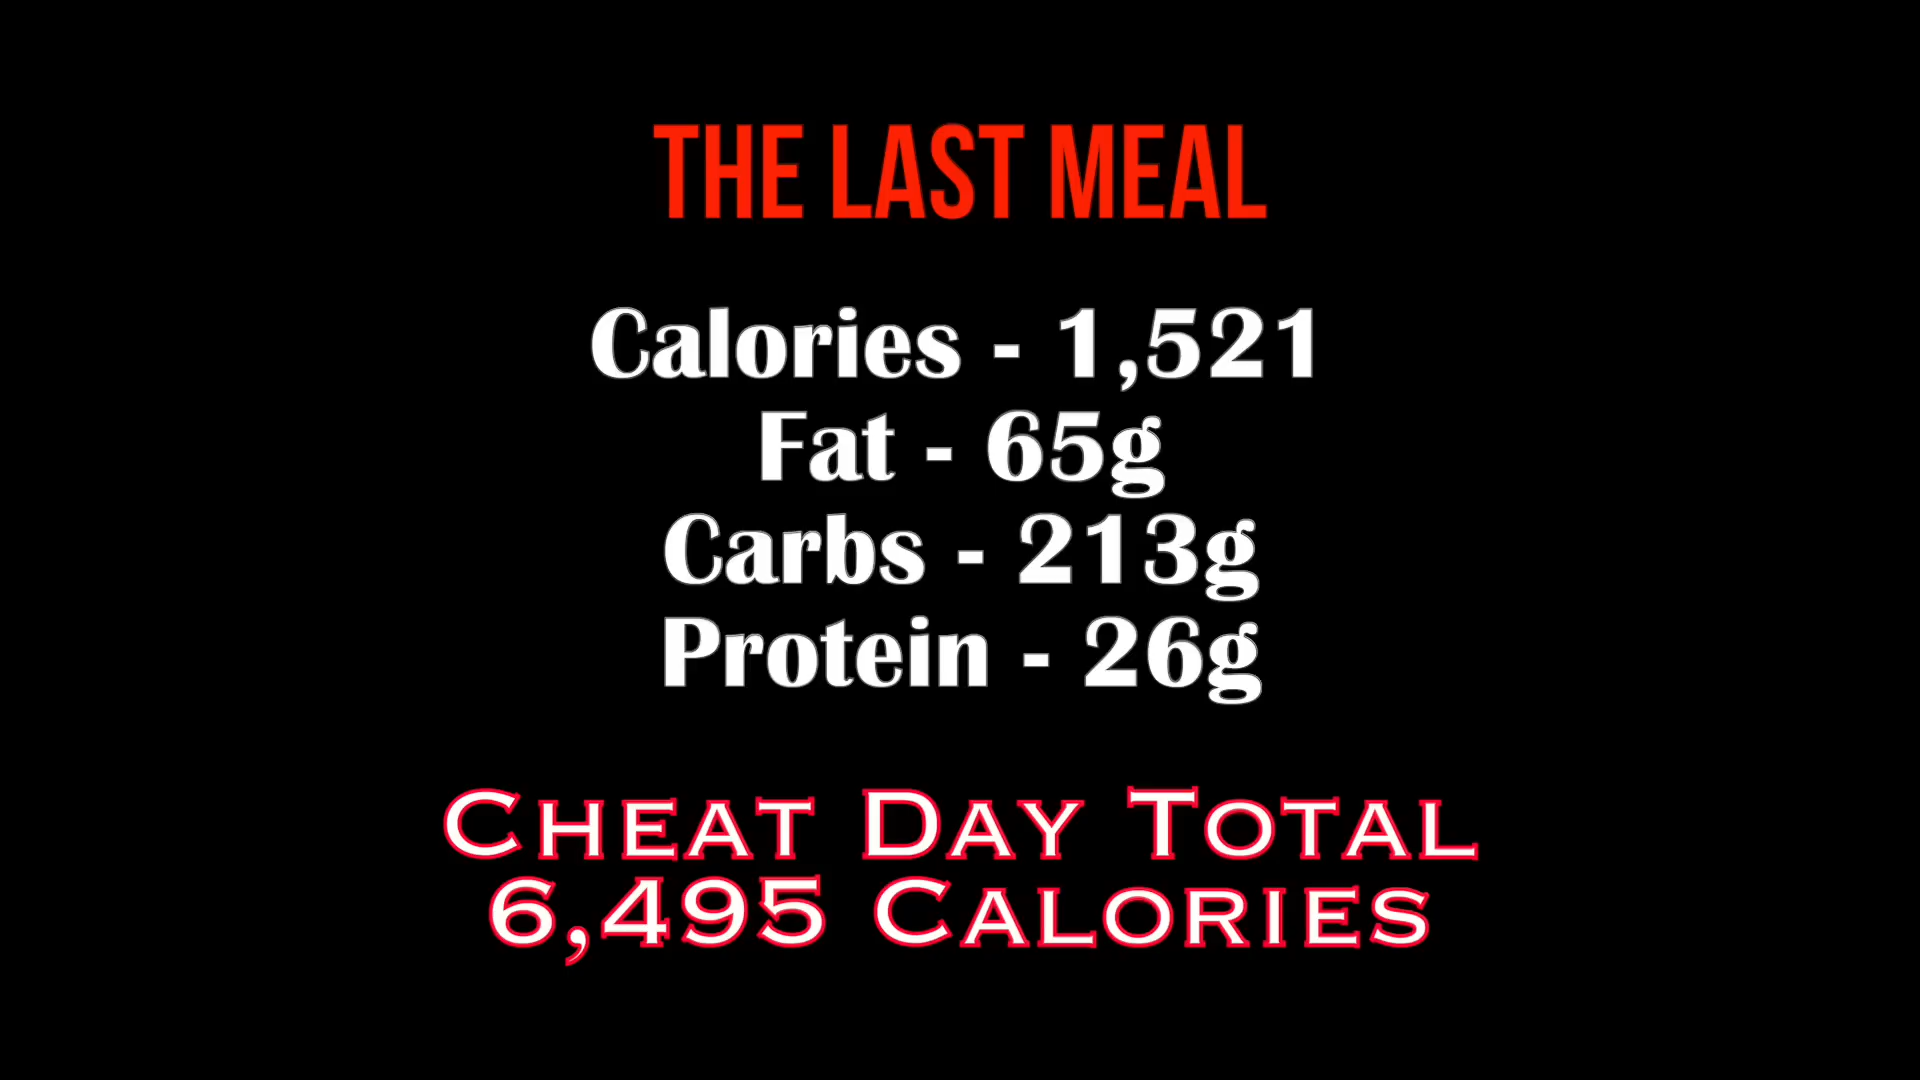 THE LAST MEAL
Calories - 1,521
Fat - 65g
Carbs - 213g
Protein - 26g
Cheat Day Total
6,495 Calories